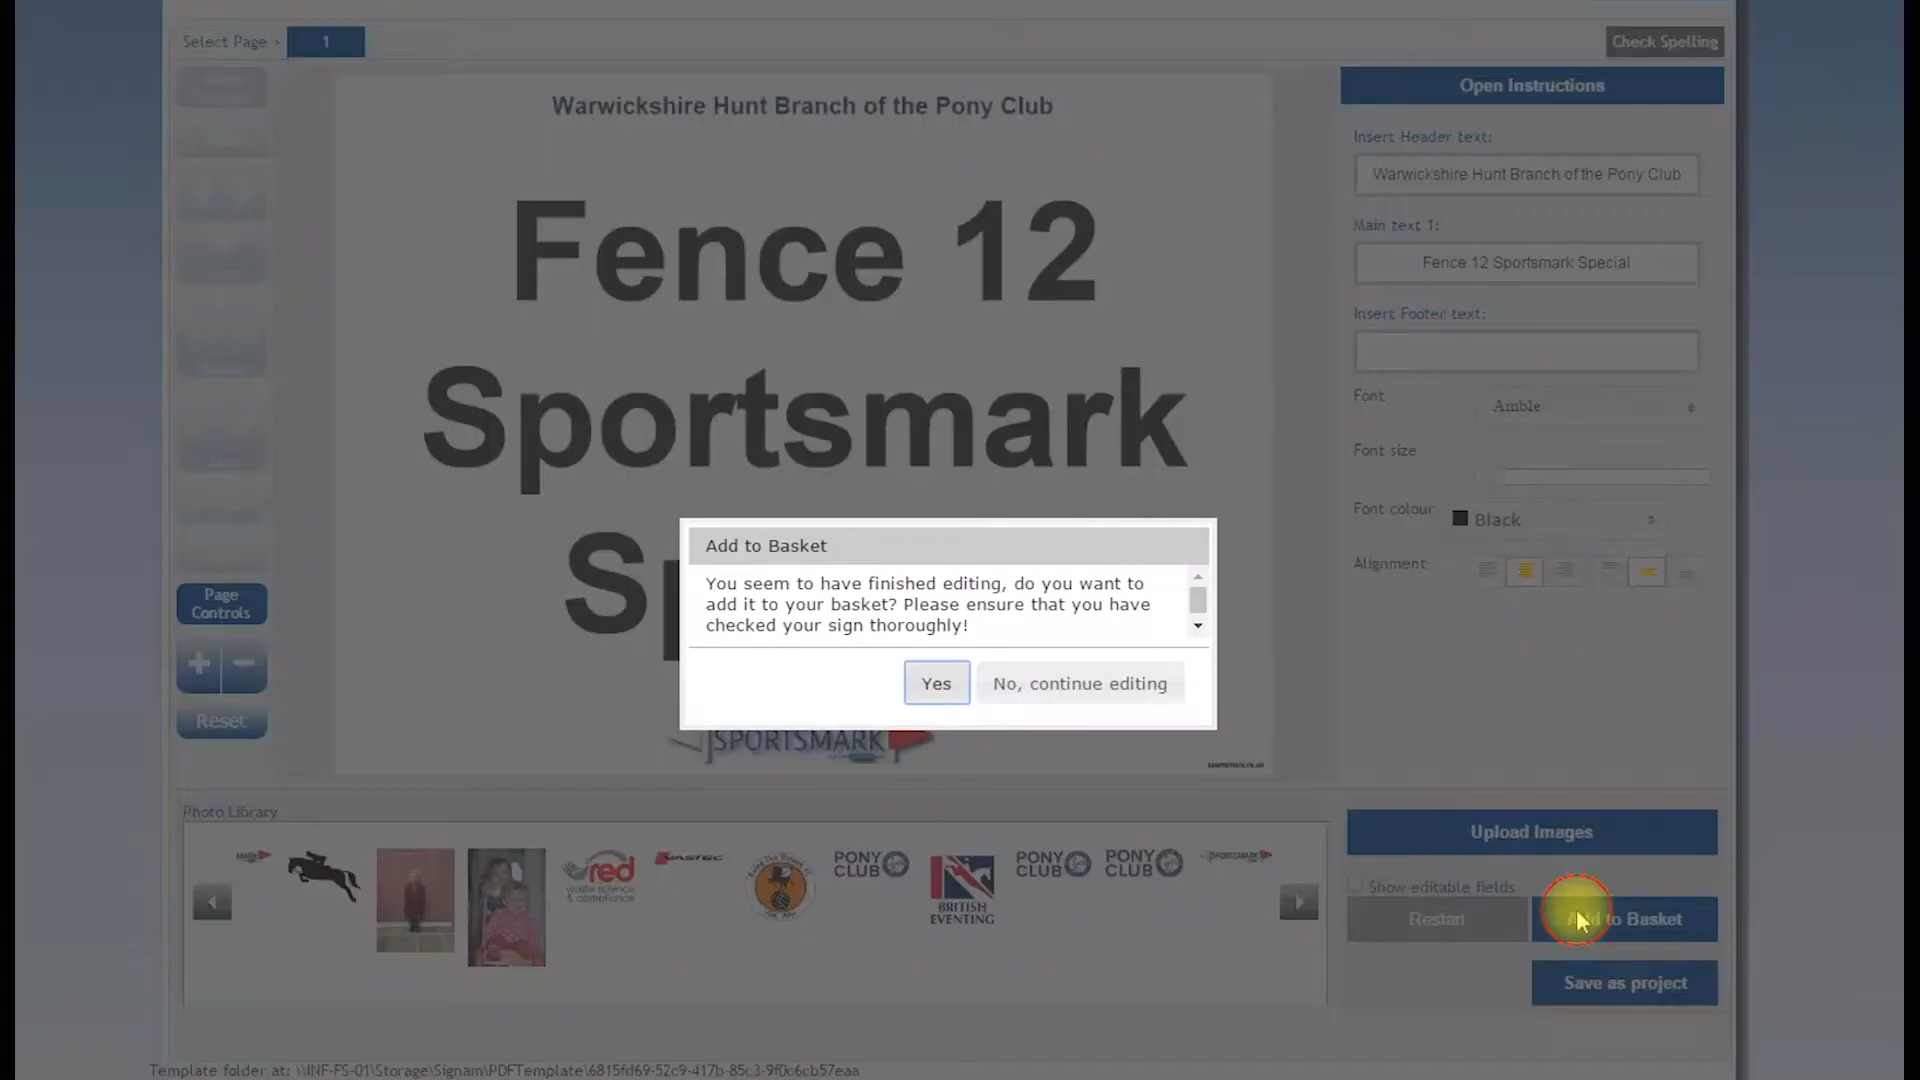 Select Page >
1
Check Spelling
Open Instructions
Warwickshire Hunt Branch of the Pony Club
Fence 12
Sportsmark
Sp
Insert Header text:
Warwickshire Hunt Branch of the Pony Club
Main text 1:
Fence 12 Sportsmark Special
Insert Footer text:
Font
Amble
Font size
Font colour
Black
Alignment
Page
Controls
+
−
Reset
Add to Basket
You seem to have finished editing, do you want to
add it to your basket? Please ensure that you have
checked your sign thoroughly!
Yes
No, continue editing
SPORTSMARK
Photo Library
MARK
red
waste science
& compliance
PONY
CLUB
BRITISH
EVENTING
PONY
CLUB
PONY
CLUB
SPORTSMARK
Upload Images
Show editable fields
Restart
Add to Basket
Save as project
Template folder at: \\INF-FS-01\Storage\Signam\PDFTemplate\6815fd69-52c9-417b-85c3-9f0c6cb57eaa